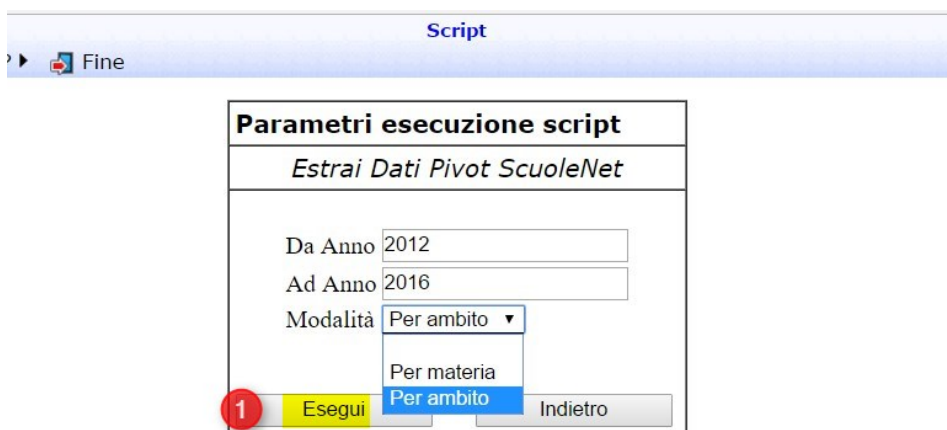 Script
Fine
Parametri esecuzione script
Estrai Dati Pivot ScuoleNet
Da Anno 2012
Ad Anno 2016
Modalità Per ambito
Per materia
Per ambito
1 Esegui Indietro